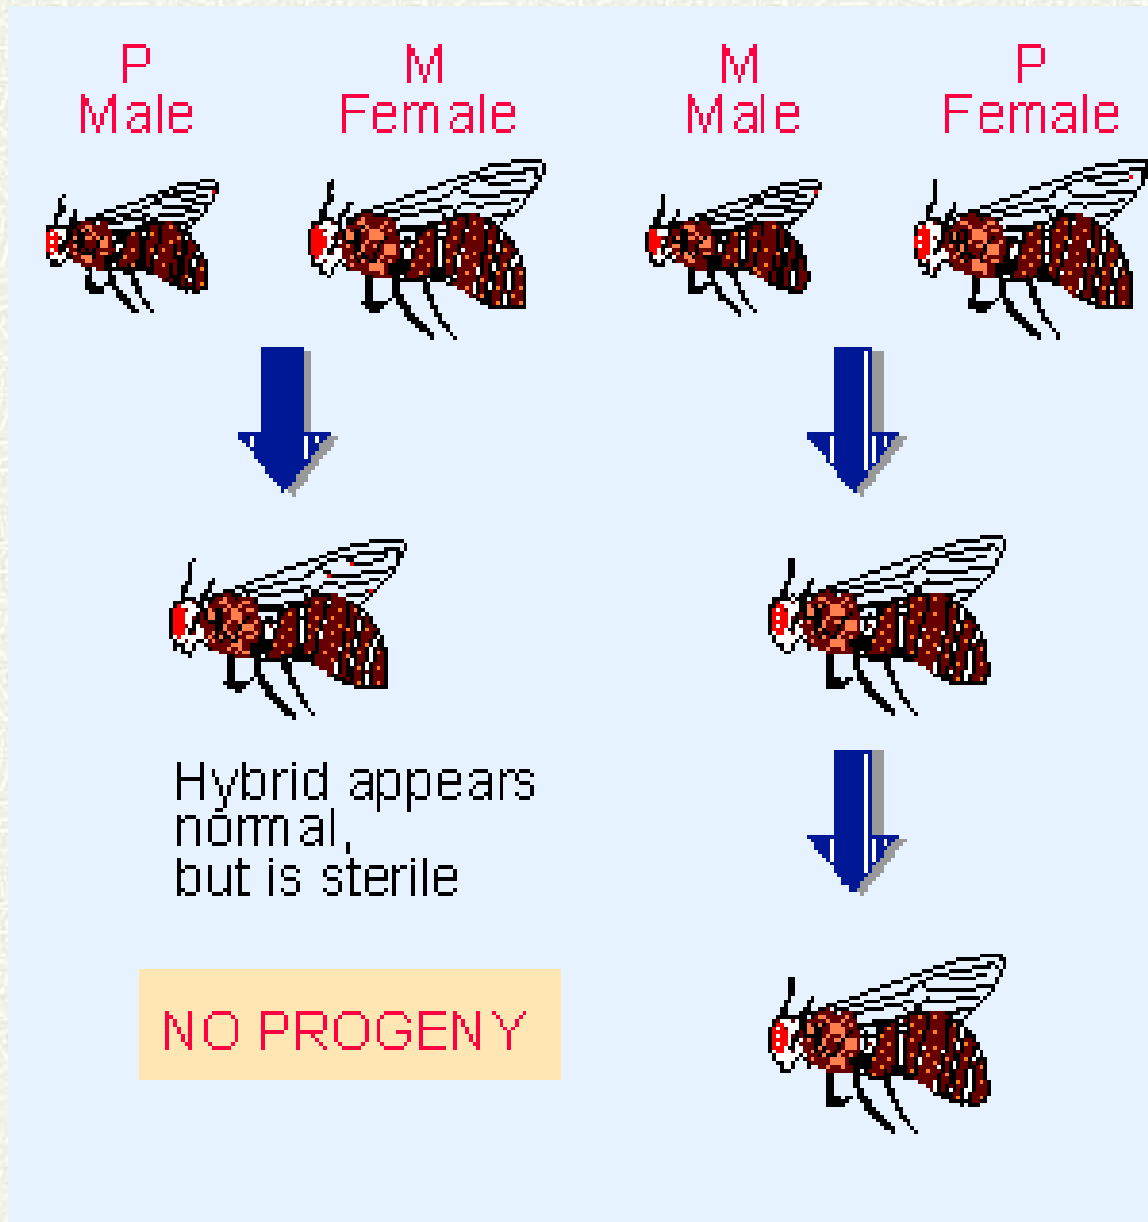 P
Male
M
Female
M
Male
P
Female
Hybrid appears
normal,
but is sterile
NO PROGENY